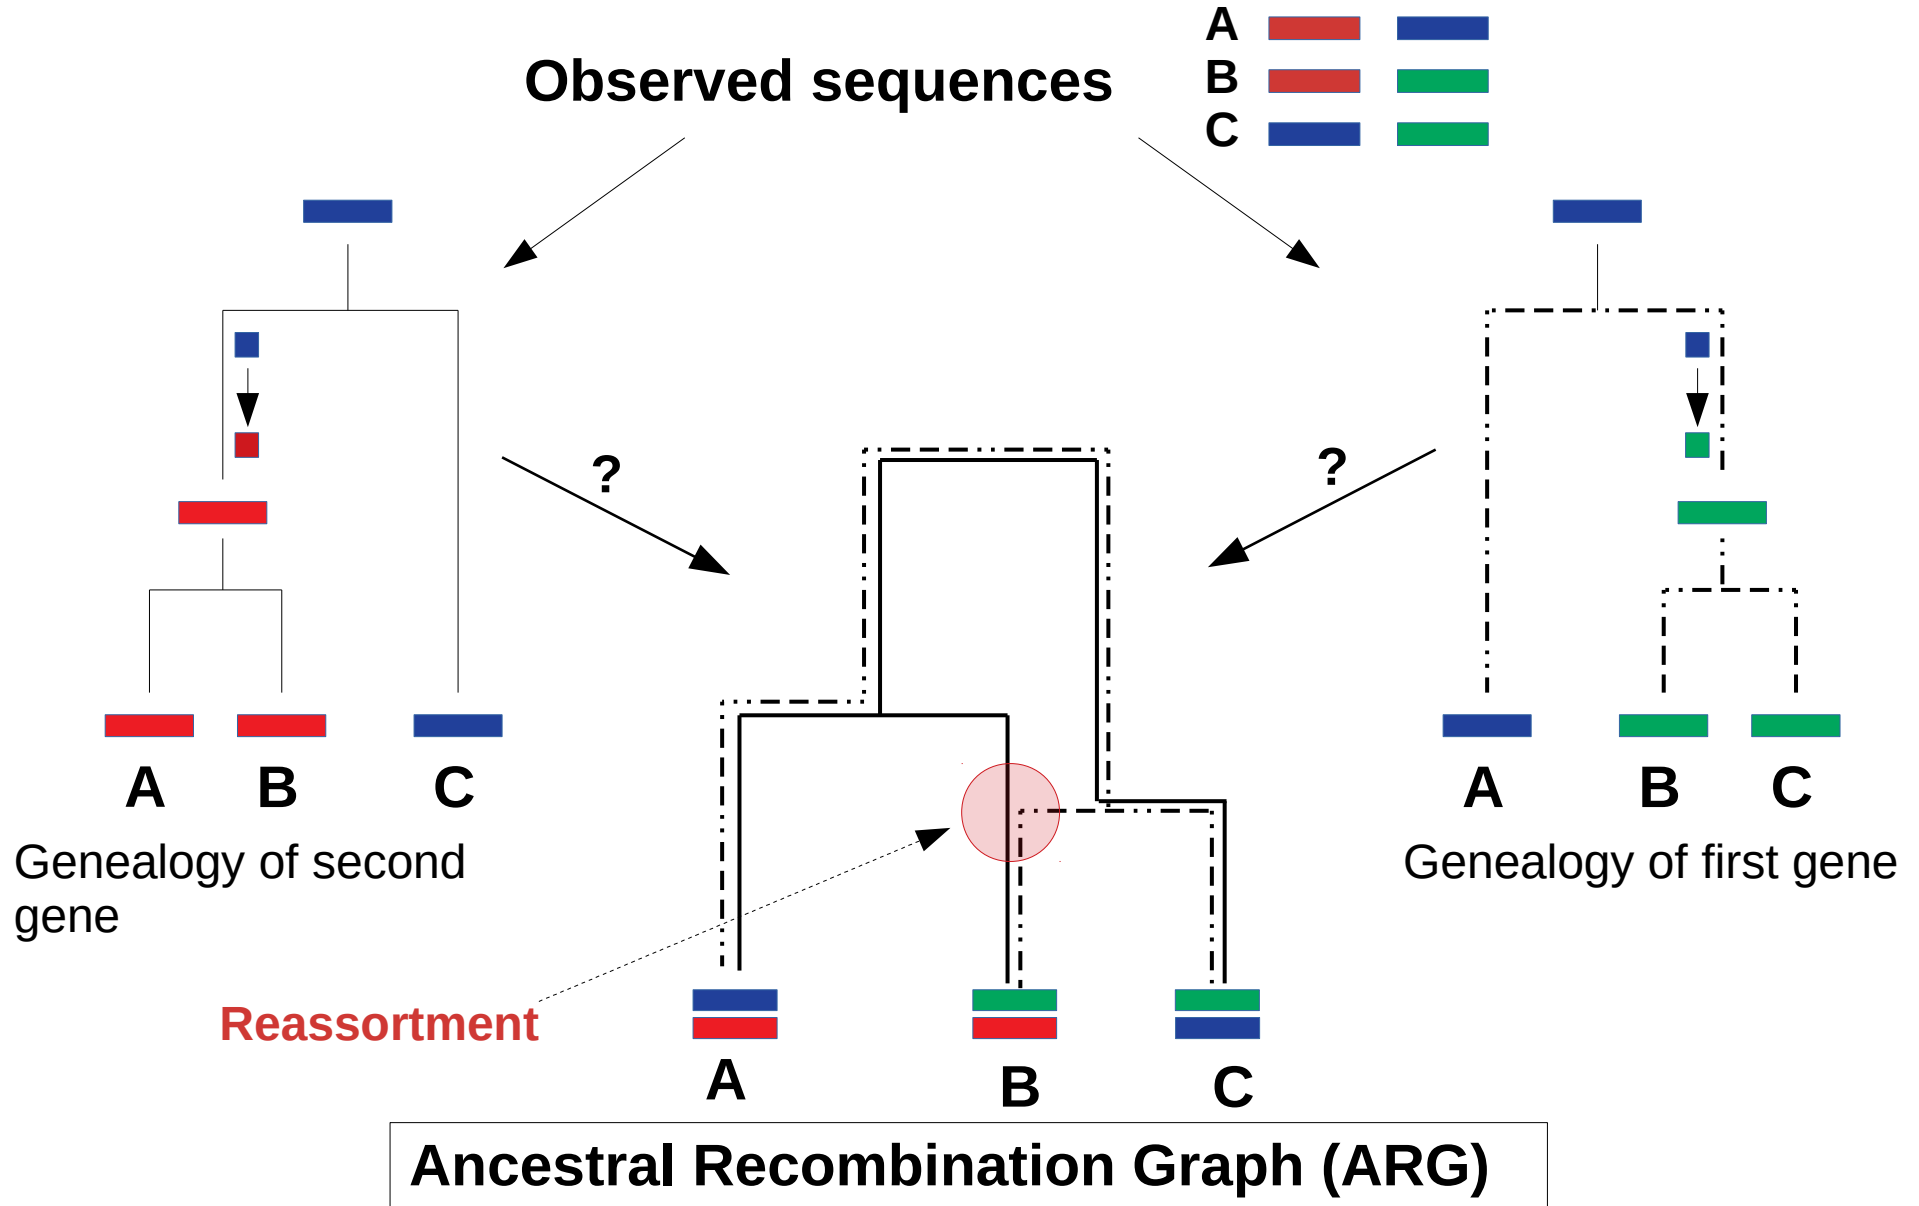 A
Observed sequences
B
C
?
?
A B C
A B C
Genealogy of second
gene
Genealogy of first gene
Reassortment
A B C
Ancestral Recombination Graph (ARG)